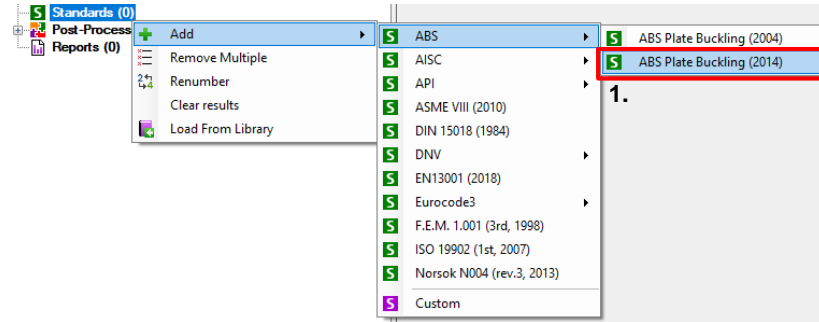 Standards (0)
Post-Process
Reports (0)
Add
Remove Multiple
Renumber
Clear results
Load From Library
ABS
AISC
API
ASME VIII (2010)
DIN 15018 (1984)
DNV
EN13001 (2018)
Eurocode3
F.E.M. 1.001 (3rd, 1998)
ISO 19902 (1st, 2007)
Norsok N004 (rev.3, 2013)
Custom
ABS Plate Buckling (2004)
ABS Plate Buckling (2014)
1.